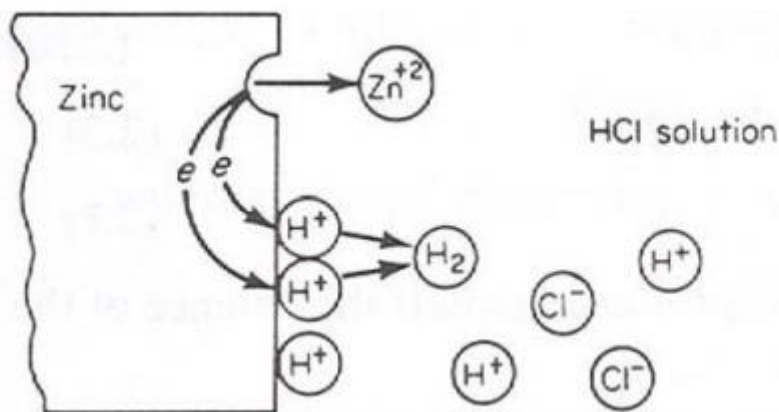 Zinc
Zn+2
HCl solution
e
e
H+
H2
H+
H+
Cl-
H+
H+
Cl-